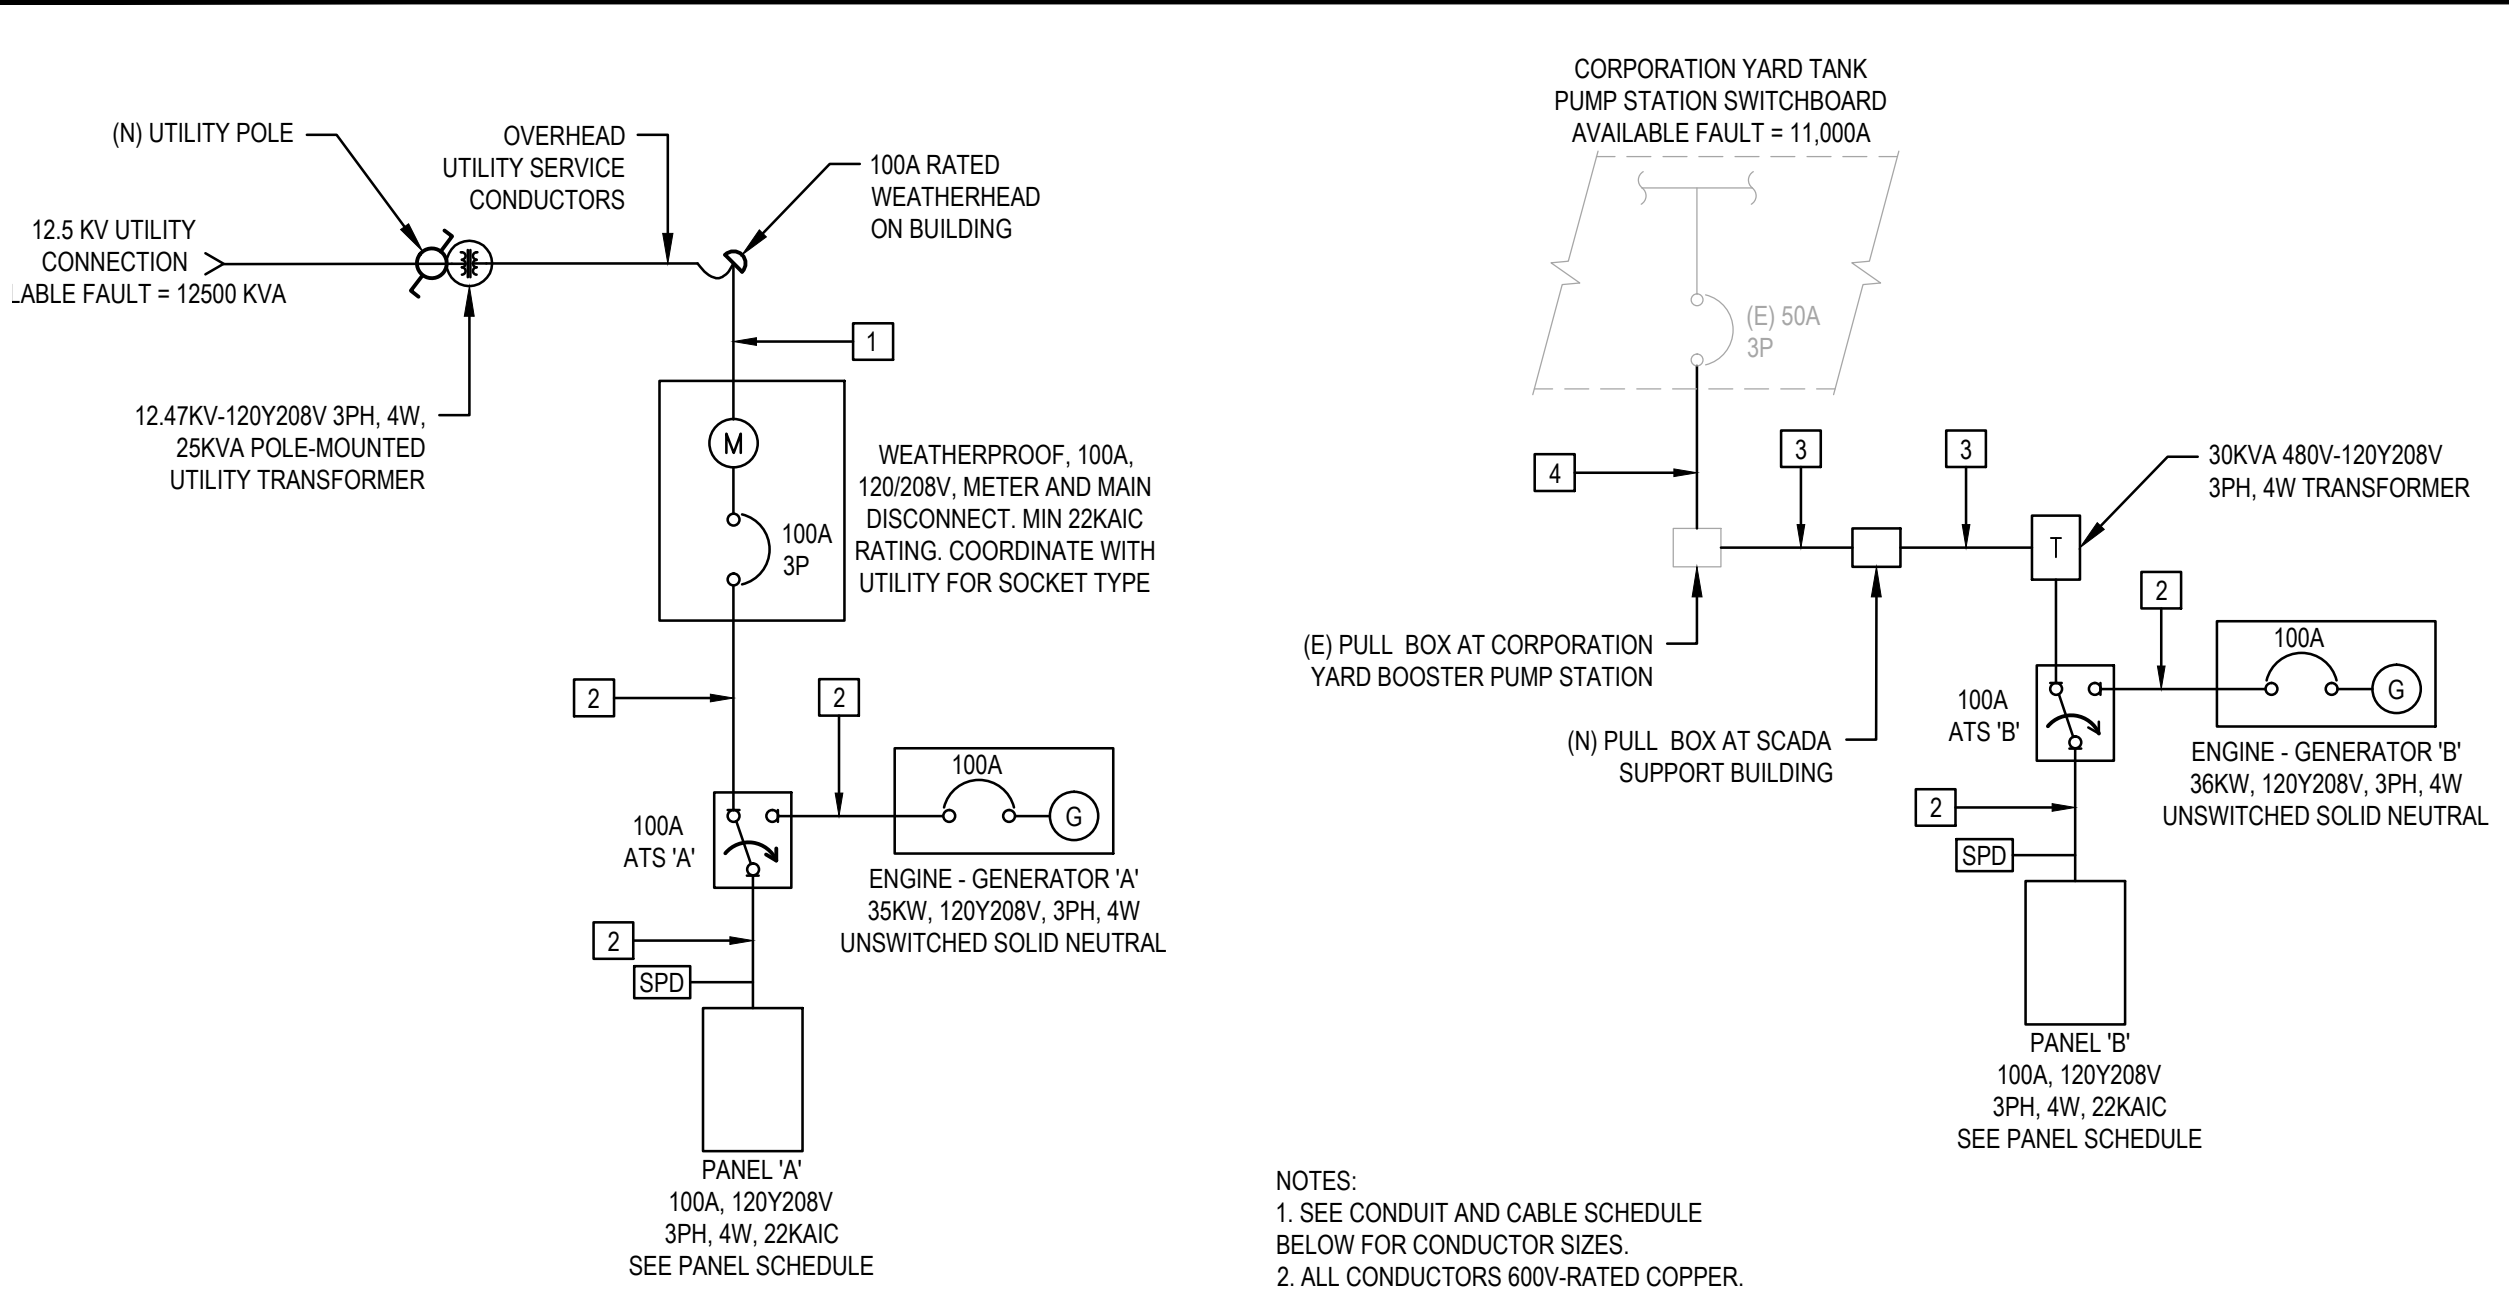 (N) UTILITY POLE
OVERHEAD
UTILITY SERVICE
CONDUCTORS
100A RATED
WEATHERHEAD
ON BUILDING
12.5 KV UTILITY
CONNECTION
LABLE FAULT = 12500 KVA
12.47KV-120Y208V 3PH, 4W,
25KVA POLE-MOUNTED
UTILITY TRANSFORMER
1
M
100A
3P
WEATHERPROOF, 100A,
120/208V, METER AND MAIN
DISCONNECT. MIN 22KAIC
RATING. COORDINATE WITH
UTILITY FOR SOCKET TYPE
2
2
100A
ATS 'A'
100A
G
ENGINE - GENERATOR 'A'
35KW, 120Y208V, 3PH, 4W
UNSWITCHED SOLID NEUTRAL
2
SPD
PANEL 'A'
100A, 120Y208V
3PH, 4W, 22KAIC
SEE PANEL SCHEDULE
CORPORATION YARD TANK
PUMP STATION SWITCHBOARD
AVAILABLE FAULT = 11,000A
(E) 50A
3P
4
3
3
30KVA 480V-120Y208V
3PH, 4W TRANSFORMER
T
(E) PULL BOX AT CORPORATION
YARD BOOSTER PUMP STATION
(N) PULL BOX AT SCADA
SUPPORT BUILDING
2
100A
G
100A
ATS 'B'
ENGINE - GENERATOR 'B'
36KW, 120Y208V, 3PH, 4W
UNSWITCHED SOLID NEUTRAL
2
SPD
PANEL 'B'
100A, 120Y208V
3PH, 4W, 22KAIC
SEE PANEL SCHEDULE
NOTES:
1. SEE CONDUIT AND CABLE SCHEDULE
BELOW FOR CONDUCTOR SIZES.
2. ALL CONDUCTORS 600V-RATED COPPER.